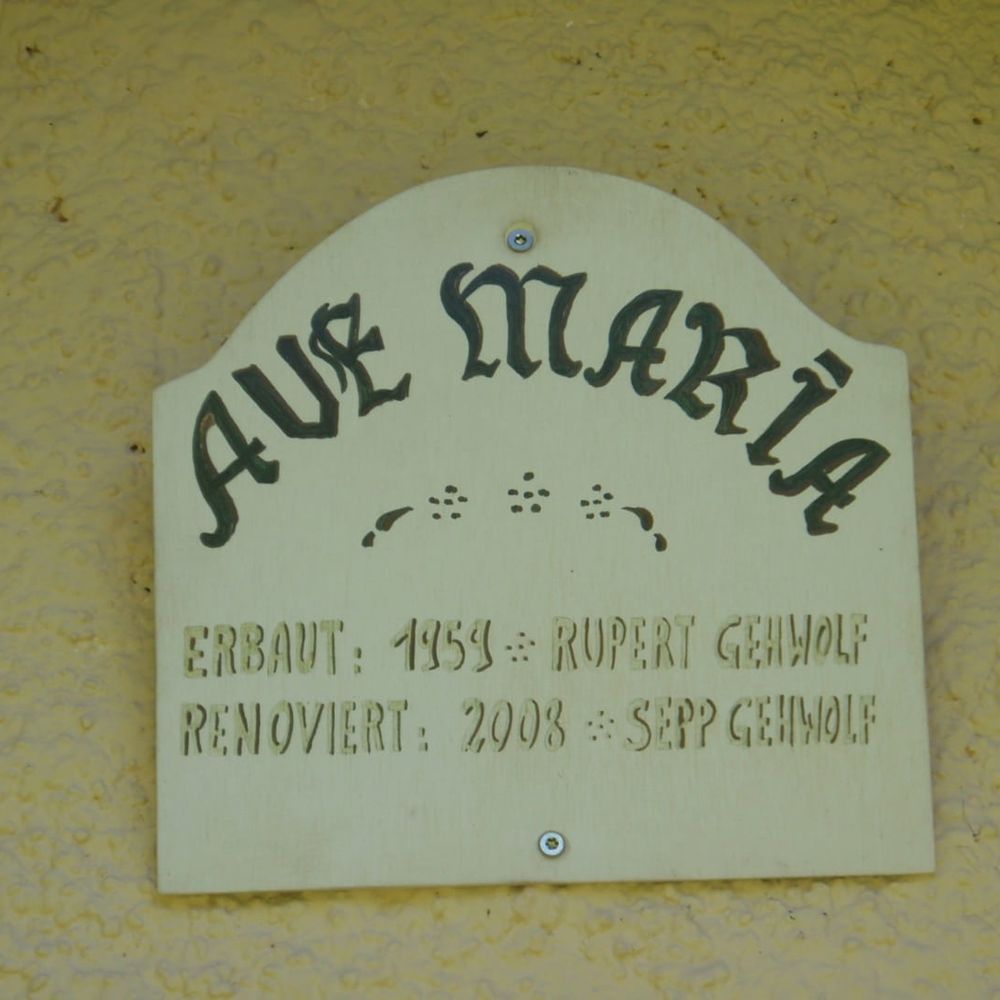 AVE MARIA
ERBAUT: 1959 RUPERT GEHWOLF
RENOVIERT: 2008 SEPP GEHWOLF